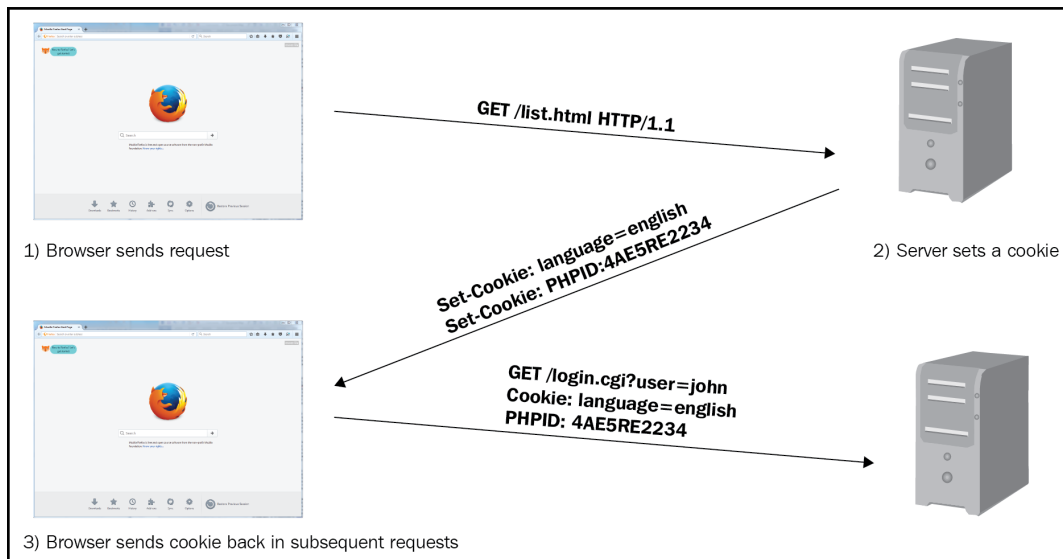 GET /list.html HTTP/1.1
1) Browser sends request
2) Server sets a cookie
Set-Cookie: language=english
Set-Cookie: PHPID:4AE5RE2234
GET /login.cgi?user=john
Cookie: language=english
PHPID: 4AE5RE2234
3) Browser sends cookie back in subsequent requests